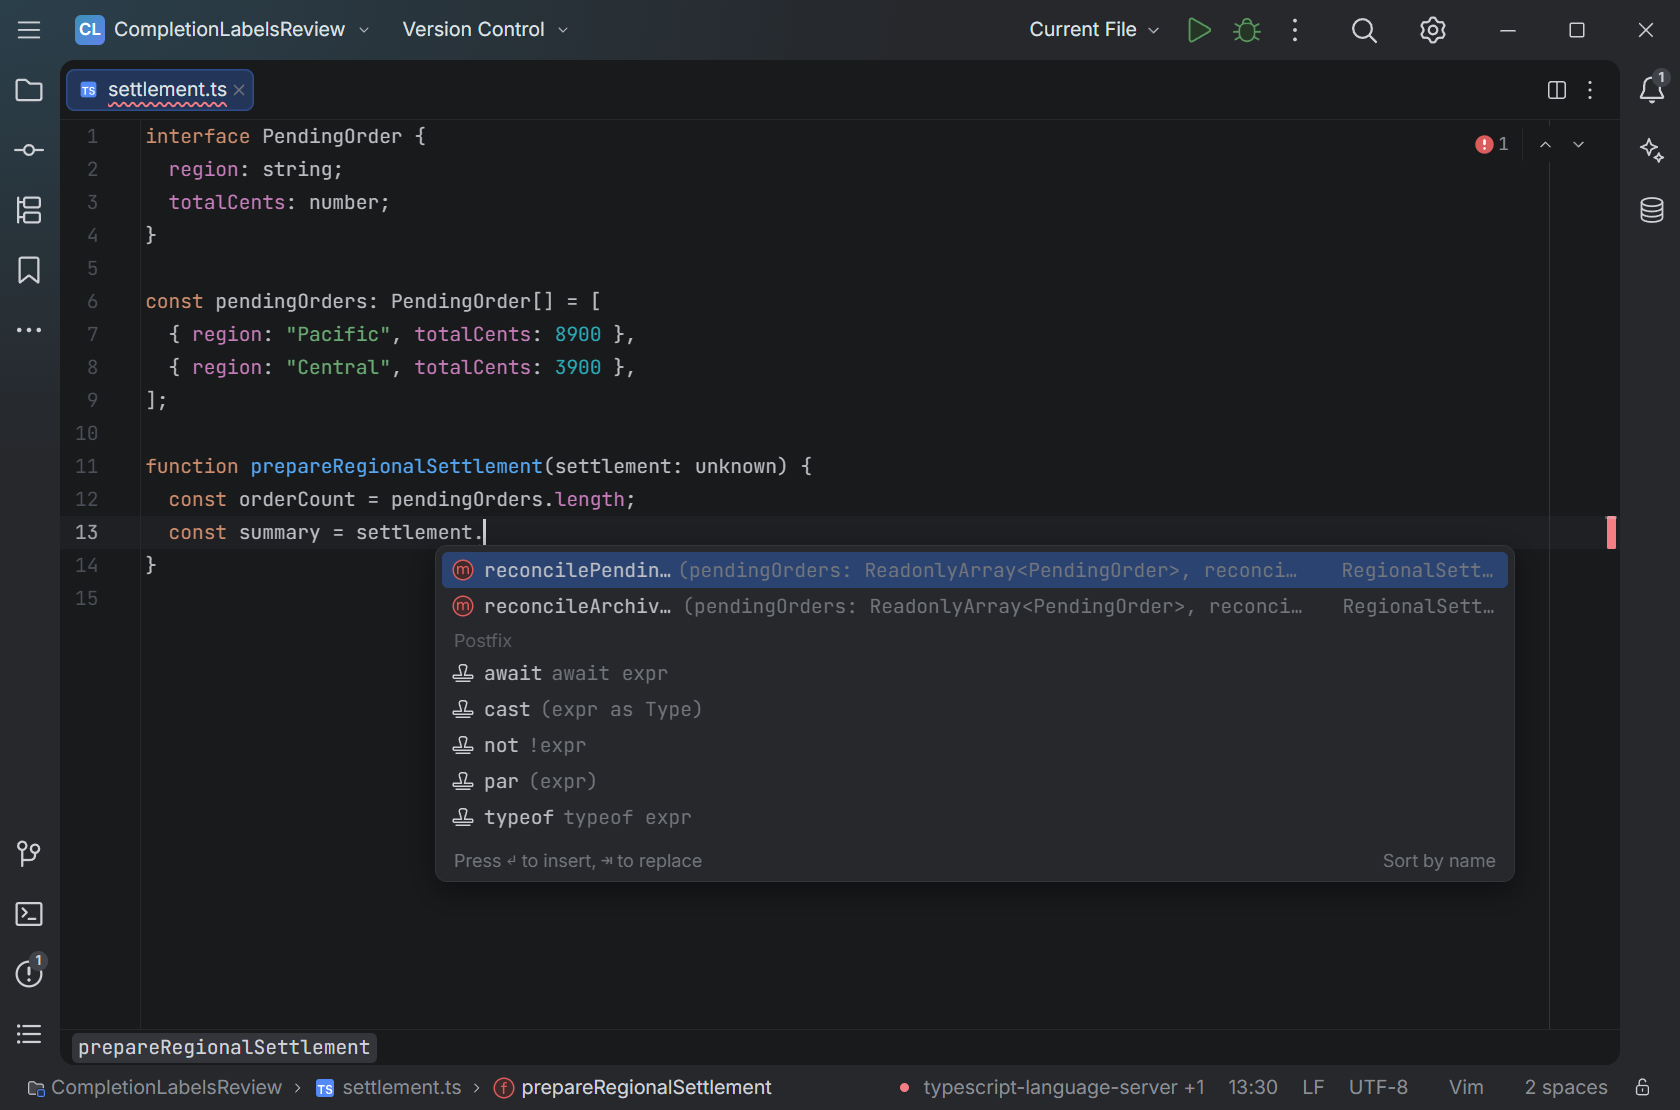 CL CompletionLabelsReview Version Control Current File
TS settlement.ts
1 interface PendingOrder {
2 region: string;
3 totalCents: number;
4 }
5
6 const pendingOrders: PendingOrder[] = [
7 { region: "Pacific", totalCents: 8900 },
8 { region: "Central", totalCents: 3900 },
9 ];
10
11 function prepareRegionalSettlement(settlement: unknown) {
12 const orderCount = pendingOrders.length;
13 const summary = settlement.
14 }
15
1
1
m reconcilePendin… (pendingOrders: ReadonlyArray<PendingOrder>, reconci… RegionalSett…
m reconcileArchiv… (pendingOrders: ReadonlyArray<PendingOrder>, reconci… RegionalSett…
Postfix
await await expr
cast (expr as Type)
not !expr
par (expr)
typeof typeof expr
Press ↵ to insert, ⇥ to replace Sort by name
1
prepareRegionalSettlement
CompletionLabelsReview › TS settlement.ts › f prepareRegionalSettlement typescript-language-server +1 13:30 LF UTF-8 Vim 2 spaces